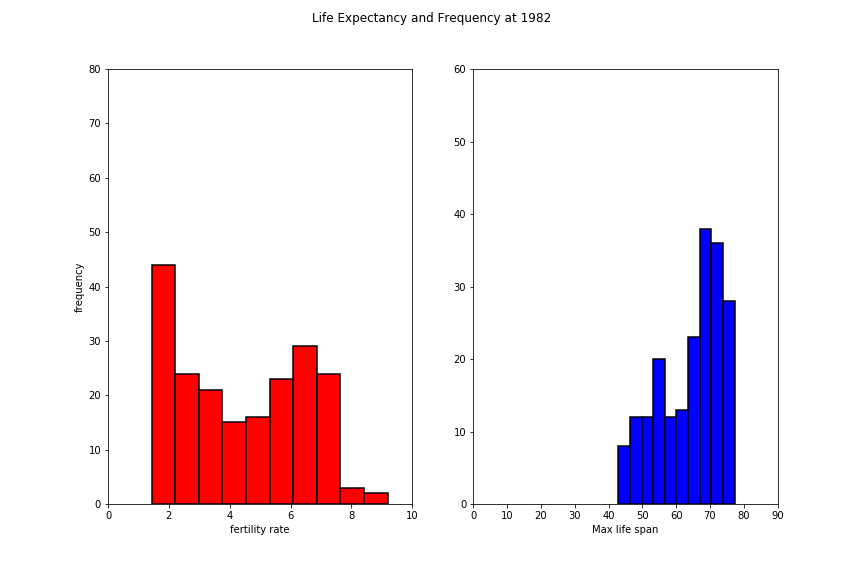 Life Expectancy and Frequency at 1982
80
70
60
50
40
30
20
10
0
frequency
0 2 4 6 8 10
fertility rate
60
50
40
30
20
10
0
0 10 20 30 40 50 60 70 80 90
Max life span